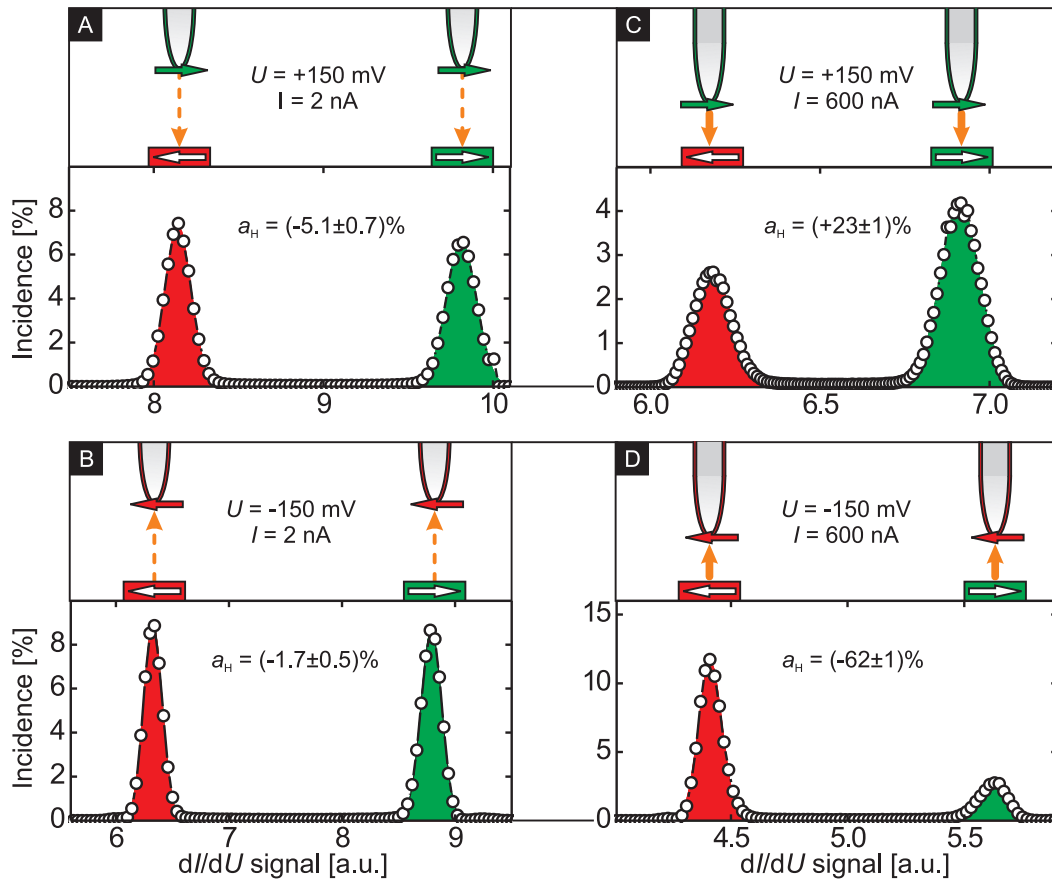 A
U = +150 mV
I = 2 nA
Incidence [%]
8
6
4
2
0
a_H = (-5.1±0.7)%
8
9
10
C
U = +150 mV
I = 600 nA
4
3
2
1
0
a_H = (+23±1)%
6.0
6.5
7.0
B
U = -150 mV
I = 2 nA
Incidence [%]
8
6
4
2
0
a_H = (-1.7±0.5)%
6
7
8
9
dI/dU signal [a.u.]
D
U = -150 mV
I = 600 nA
15
10
5
0
a_H = (-62±1)%
4.5
5.0
5.5
dI/dU signal [a.u.]